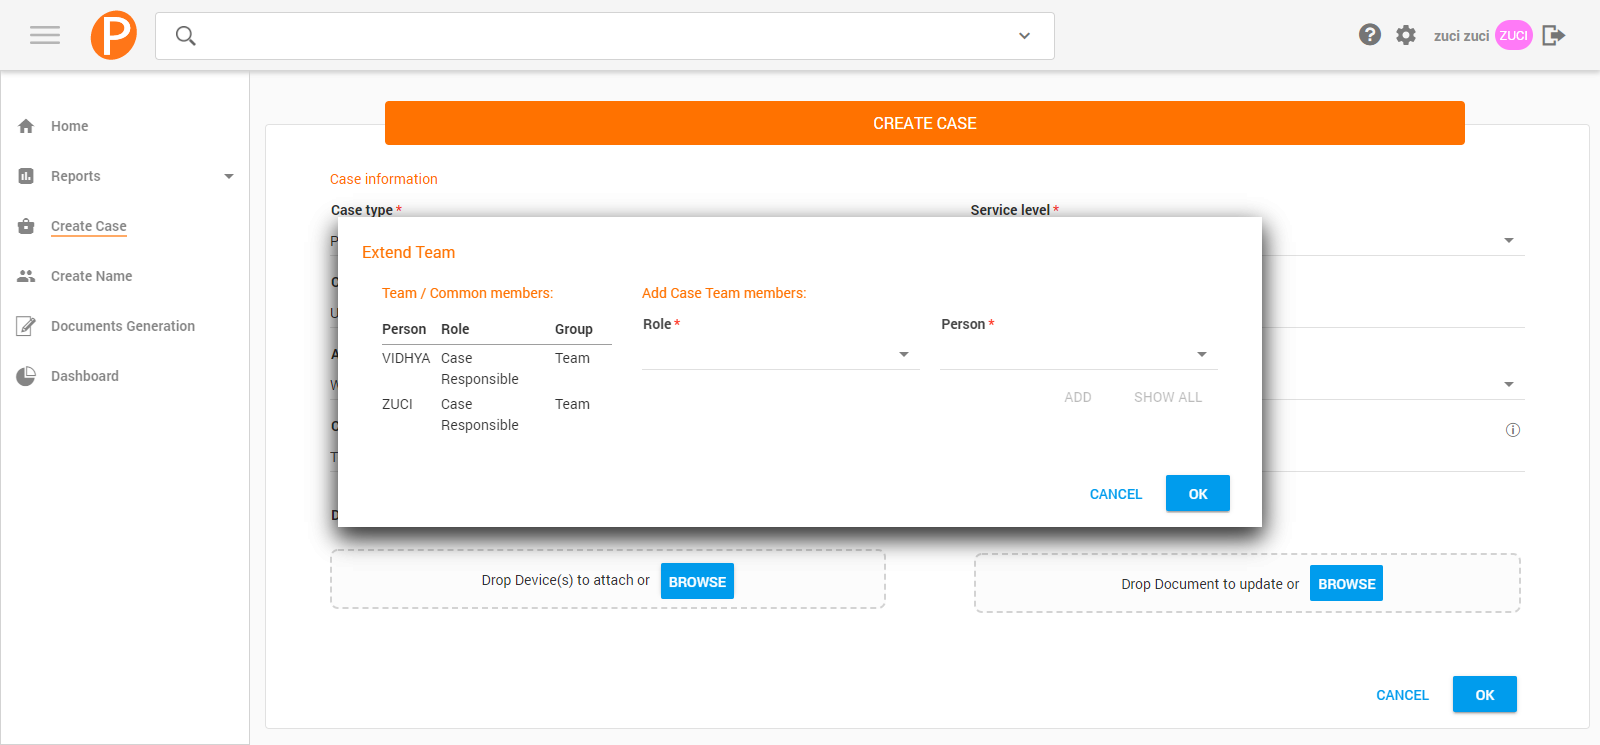 P
zuci zuci ZUCI
Home
Reports
Create Case
Create Name
Documents Generation
Dashboard
CREATE CASE
Case information
Case type *
Service level *
Extend Team
Team / Common members:
Person Role Group
VIDHYA Case Team
Responsible
ZUCI Case Team
Responsible
Add Case Team members:
Role *
Person *
ADD SHOW ALL
CANCEL OK
Drop Device(s) to attach or BROWSE
Drop Document to update or BROWSE
CANCEL OK